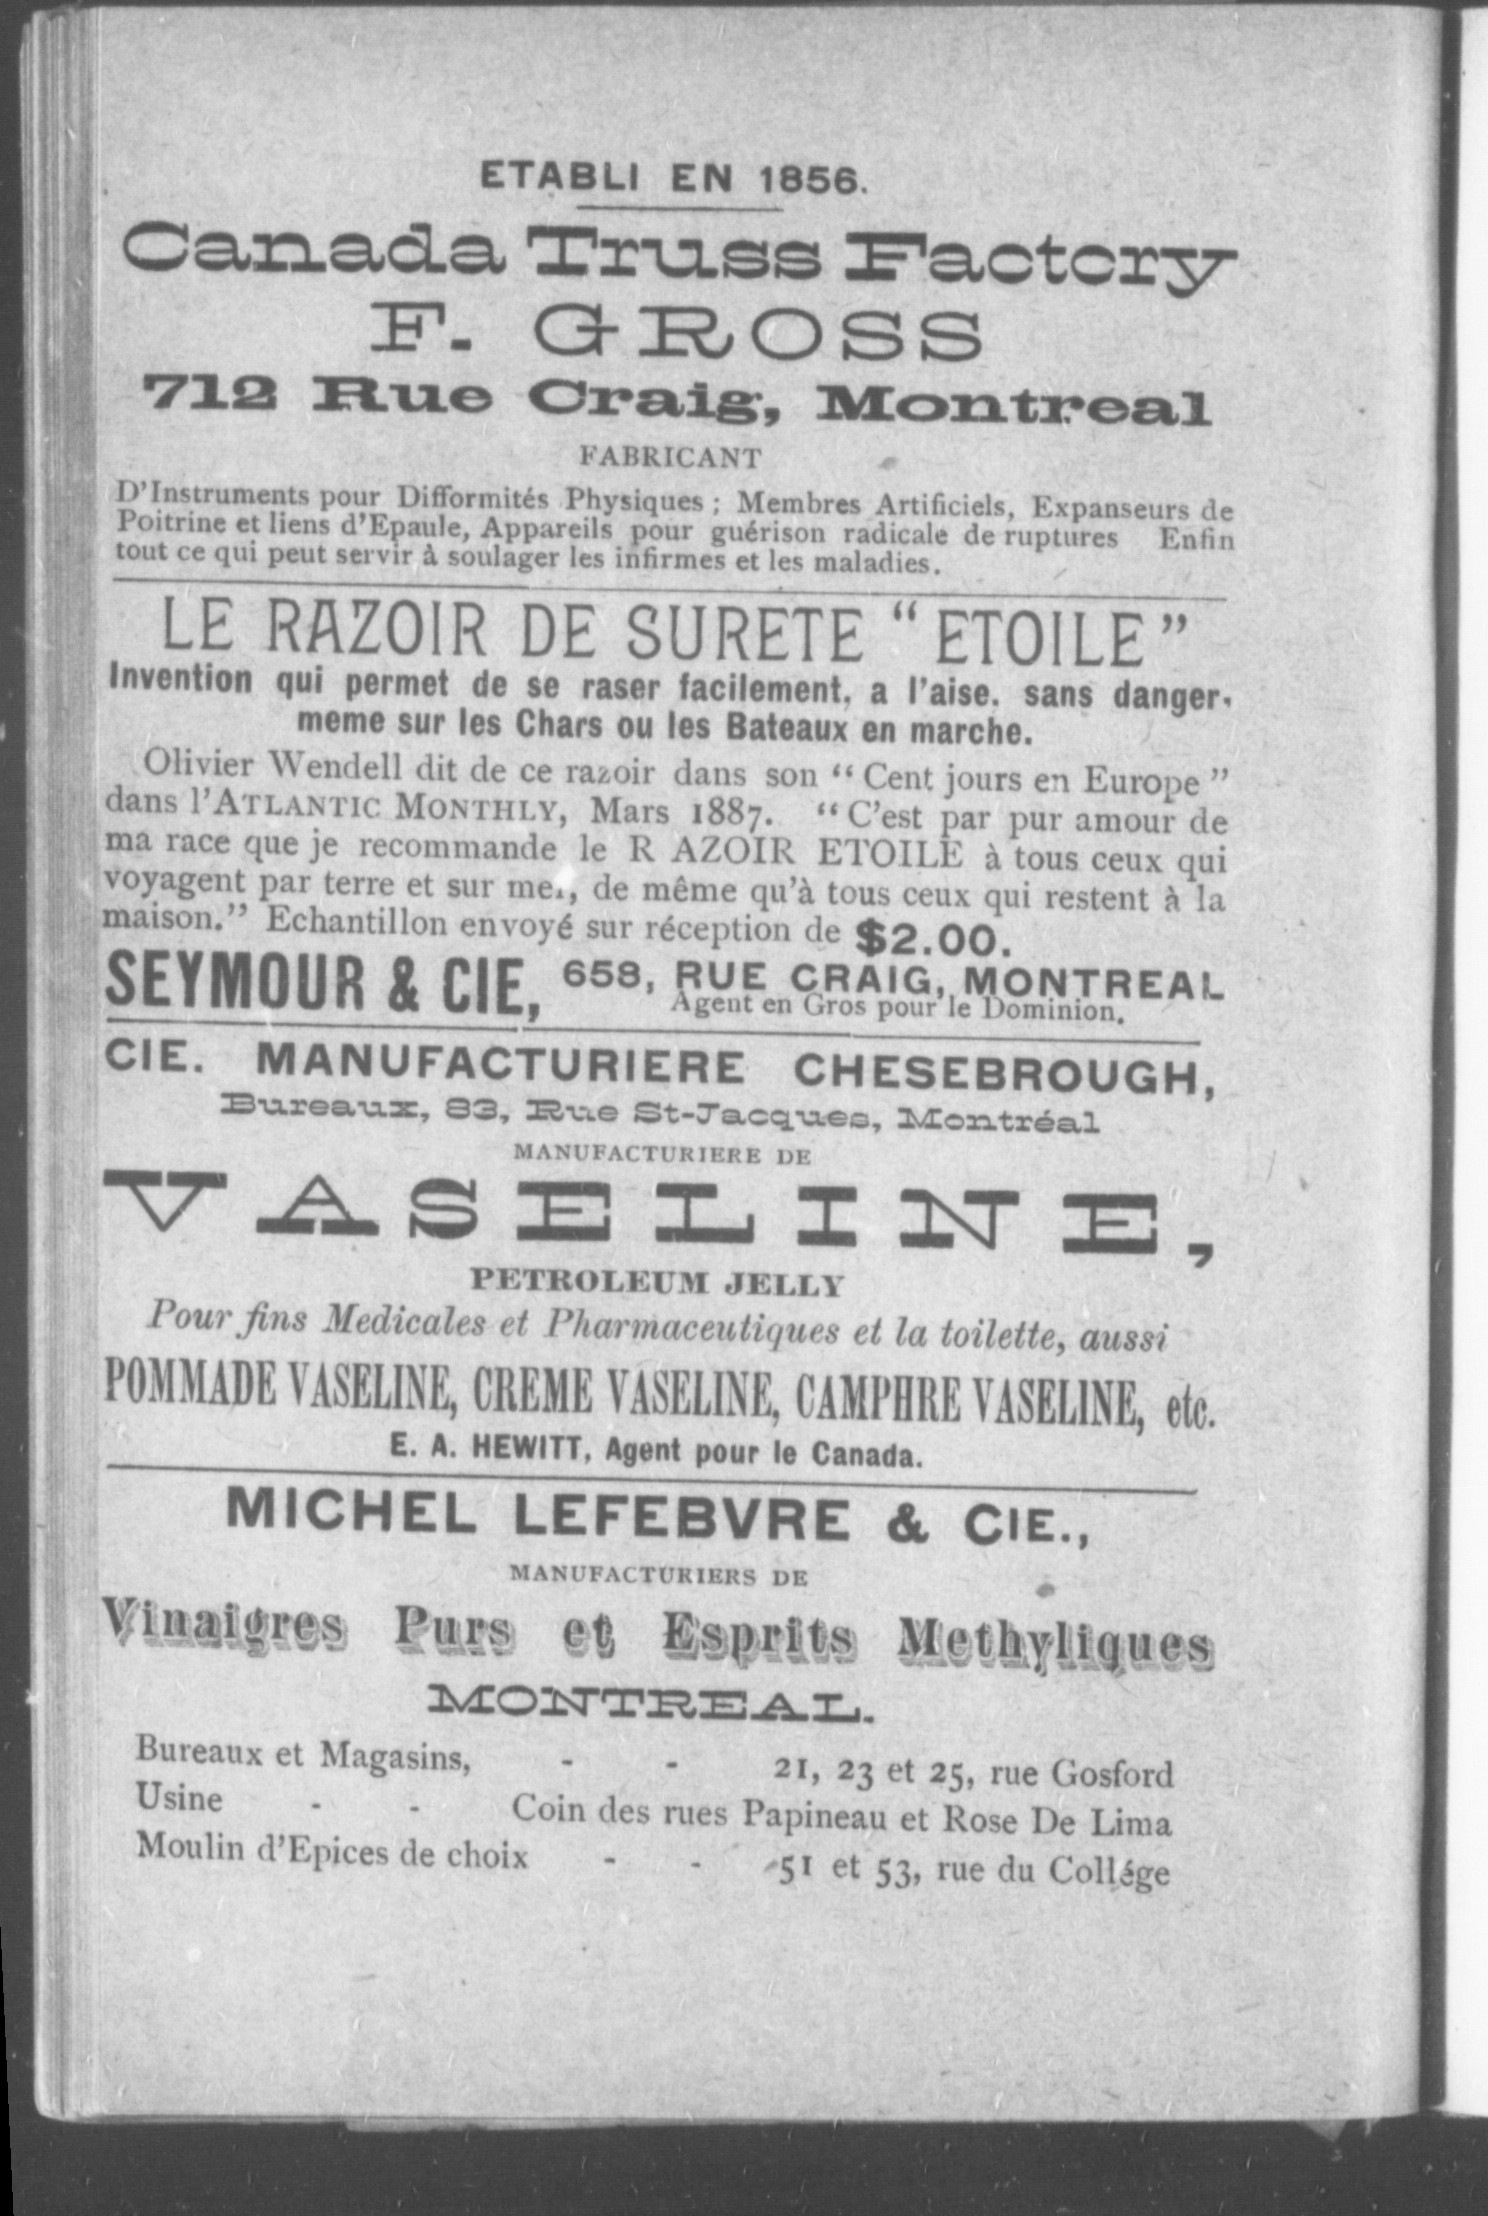 ETABLI EN 1856.
Canada Truss Factory
F. GROSS
712 Rue Craig, Montreal
FABRICANT
D'Instruments pour Difformités Physiques ; Membres Artificiels, Expanseurs de
Poitrine et liens d'Epaule, Appareils pour guérison radicale de ruptures Enfin
tout ce qui peut servir à soulager les infirmes et les maladies.
LE RAZOIR DE SURETE "ETOILE"
Invention qui permet de se raser facilement, a l'aise. sans danger,
meme sur les Chars ou les Bateaux en marche.
Olivier Wendell dit de ce razoir dans son "Cent jours en Europe"
dans l'ATLANTIC MONTHLY, Mars 1887. "C'est par pur amour de
ma race que je recommande le R AZOIR ETOILE à tous ceux qui
voyagent par terre et sur mer, de même qu'à tous ceux qui restent à la
maison." Echantillon envoyé sur réception de $2.00.
SEYMOUR & CIE, 658, RUE CRAIG, MONTREAL
Agent en Gros pour le Dominion.
CIE. MANUFACTURIERE CHESEBROUGH,
Bureaux, 83, Rue St-Jacques, Montréal
MANUFACTURIERE DE
VASELINE,
PETROLEUM JELLY
Pour fins Medicales et Pharmaceutiques et la toilette, aussi
POMMADE VASELINE, CREME VASELINE, CAMPHRE VASELINE, etc.
E. A. HEWITT, Agent pour le Canada.
MICHEL LEFEBVRE & CIE.,
MANUFACTURIERS DE
Vinaigres Purs et Esprits Methyliques
MONTREAL.
Bureaux et Magasins, - - 21, 23 et 25, rue Gosford
Usine - - Coin des rues Papineau et Rose De Lima
Moulin d'Epices de choix - - 51 et 53, rue du Collége